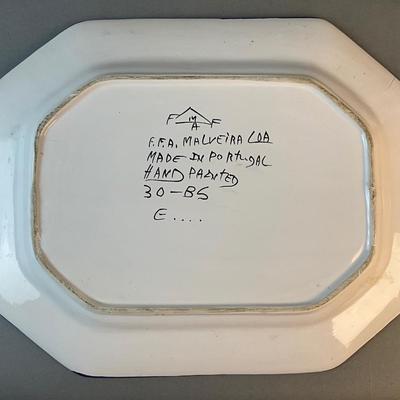 F M F
A
F.F.A. MALVEIRA LDA
MADE IN PORTUGAL
HAND PAINTED
30-BS
E....